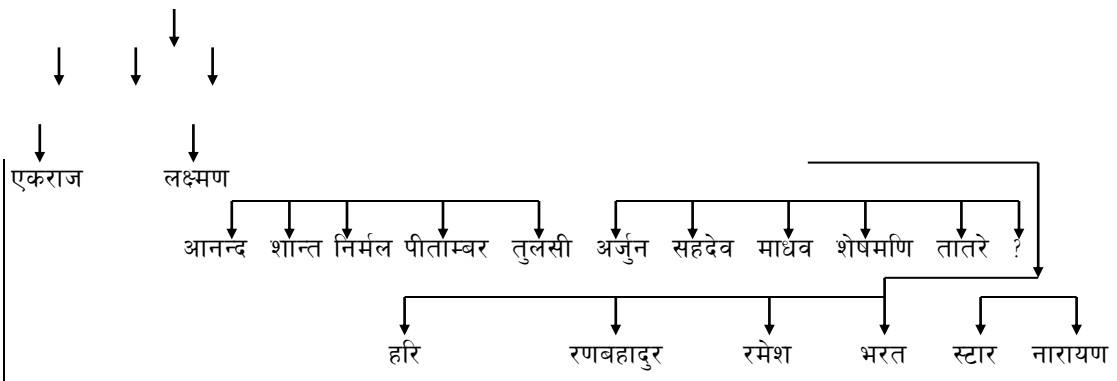 एकराज लक्ष्मण
आनन्द शान्त निर्मल पीताम्बर तुलसी अर्जुन सहदेव माधव शेषमणि तातरे ?
हरि रणबहादुर रमेश भरत स्टार नारायण